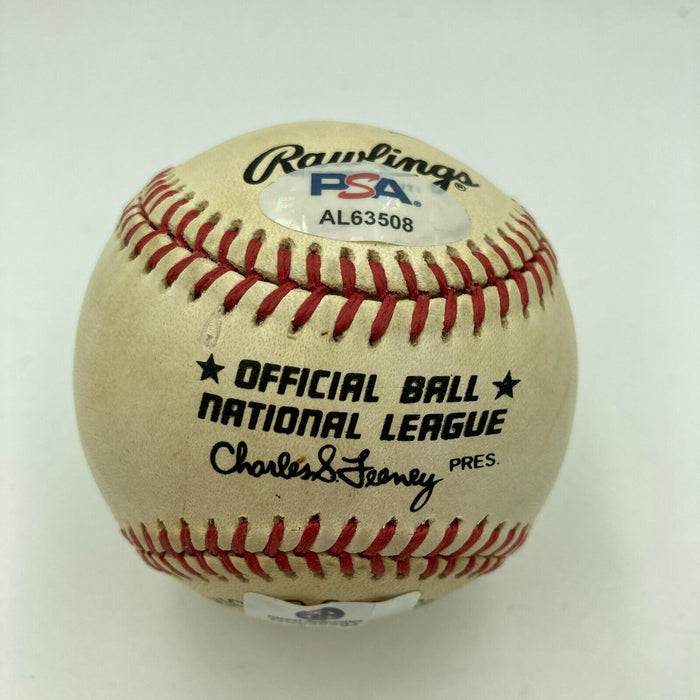 Rawlings ®
PSA.
AL63508
★ OFFICIAL BALL ★
NATIONAL LEAGUE
Charles S. Feeney PRES.